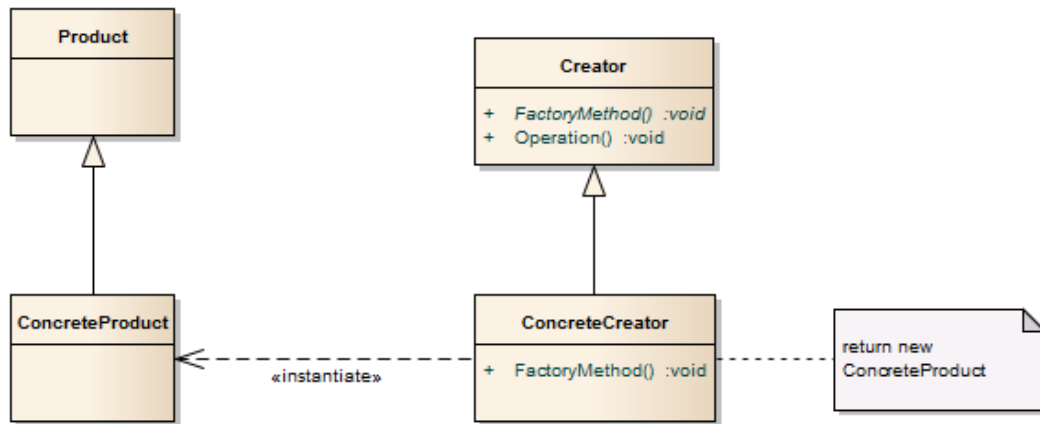 Product
Creator
+ FactoryMethod() :void
+ Operation() :void
ConcreteProduct
«instantiate»
ConcreteCreator
+ FactoryMethod() :void
return new
ConcreteProduct